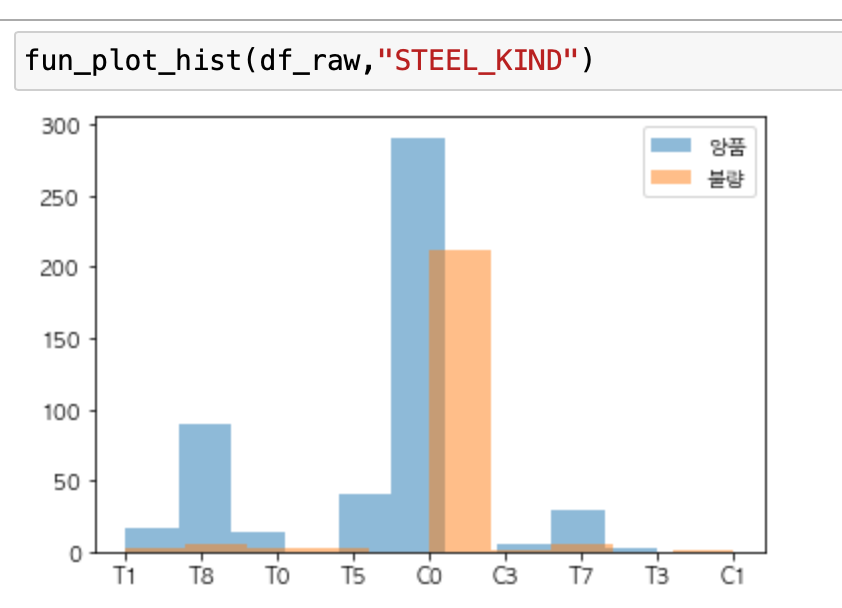 fun_plot_hist(df_raw,"STEEL_KIND")
300
250
200
150
100
50
0
양품
불량
T1 T8 T0 T5 C0 C3 T7 T3 C1